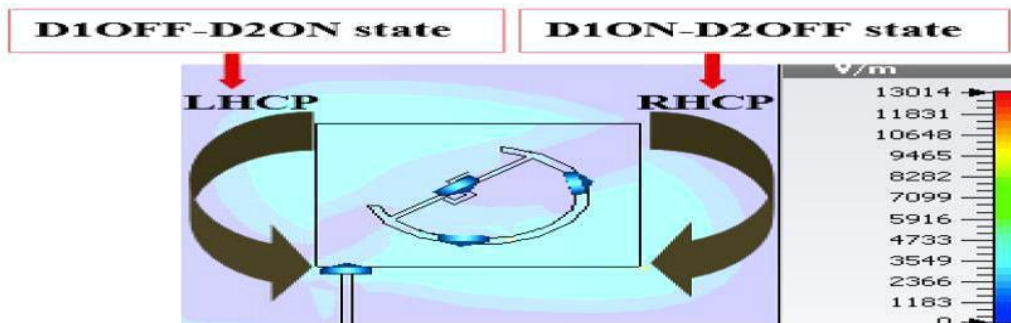 D1OFF-D2ON state
D1ON-D2OFF state
LHCP
RHCP
V/m
13014
11831
10648
9465
8282
7099
5916
4733
3549
2366
1183
0